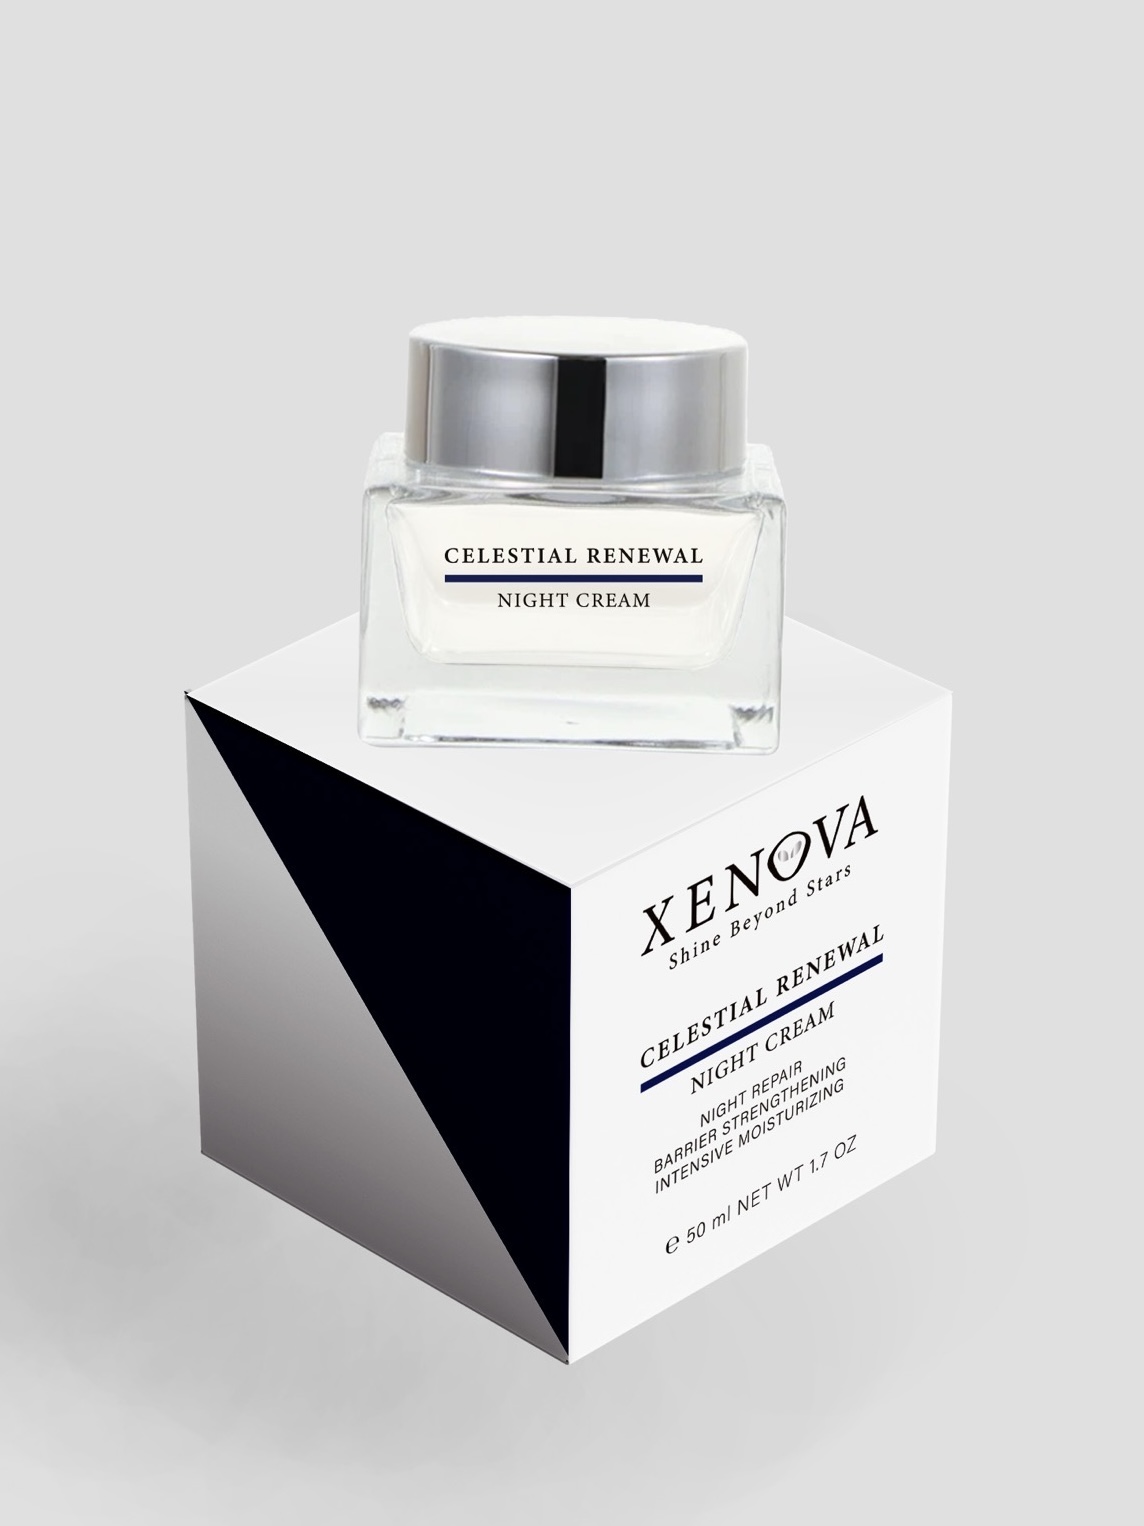 CELESTIAL RENEWAL
NIGHT CREAM
XENOVA
Shine Beyond Stars
CELESTIAL RENEWAL
NIGHT CREAM
NIGHT REPAIR
BARRIER STRENGTHENING
INTENSIVE MOISTURIZING
℮ 50 ml NET WT 1.7 OZ